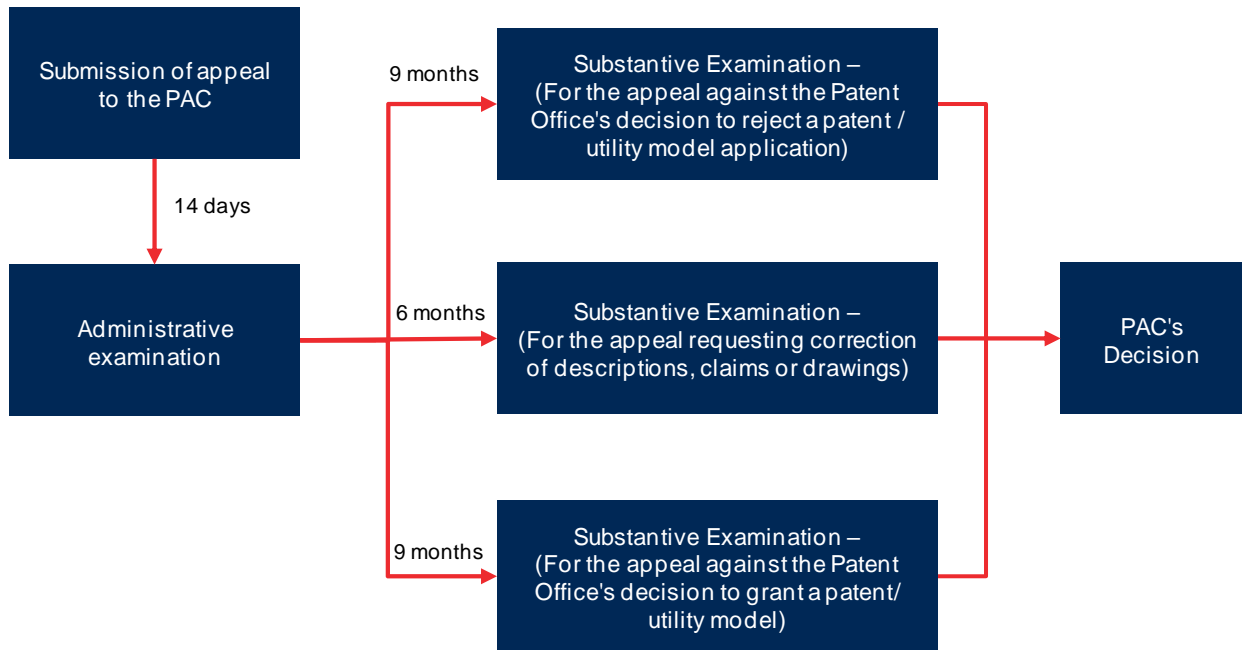 Submission of appeal
to the PAC
14 days
Administrative
examination
9 months
Substantive Examination –
(For the appeal against the Patent
Office's decision to reject a patent /
utility model application)
6 months
Substantive Examination –
(For the appeal requesting correction
of descriptions, claims or drawings)
9 months
Substantive Examination –
(For the appeal against the Patent
Office's decision to grant a patent/
utility model)
PAC's
Decision